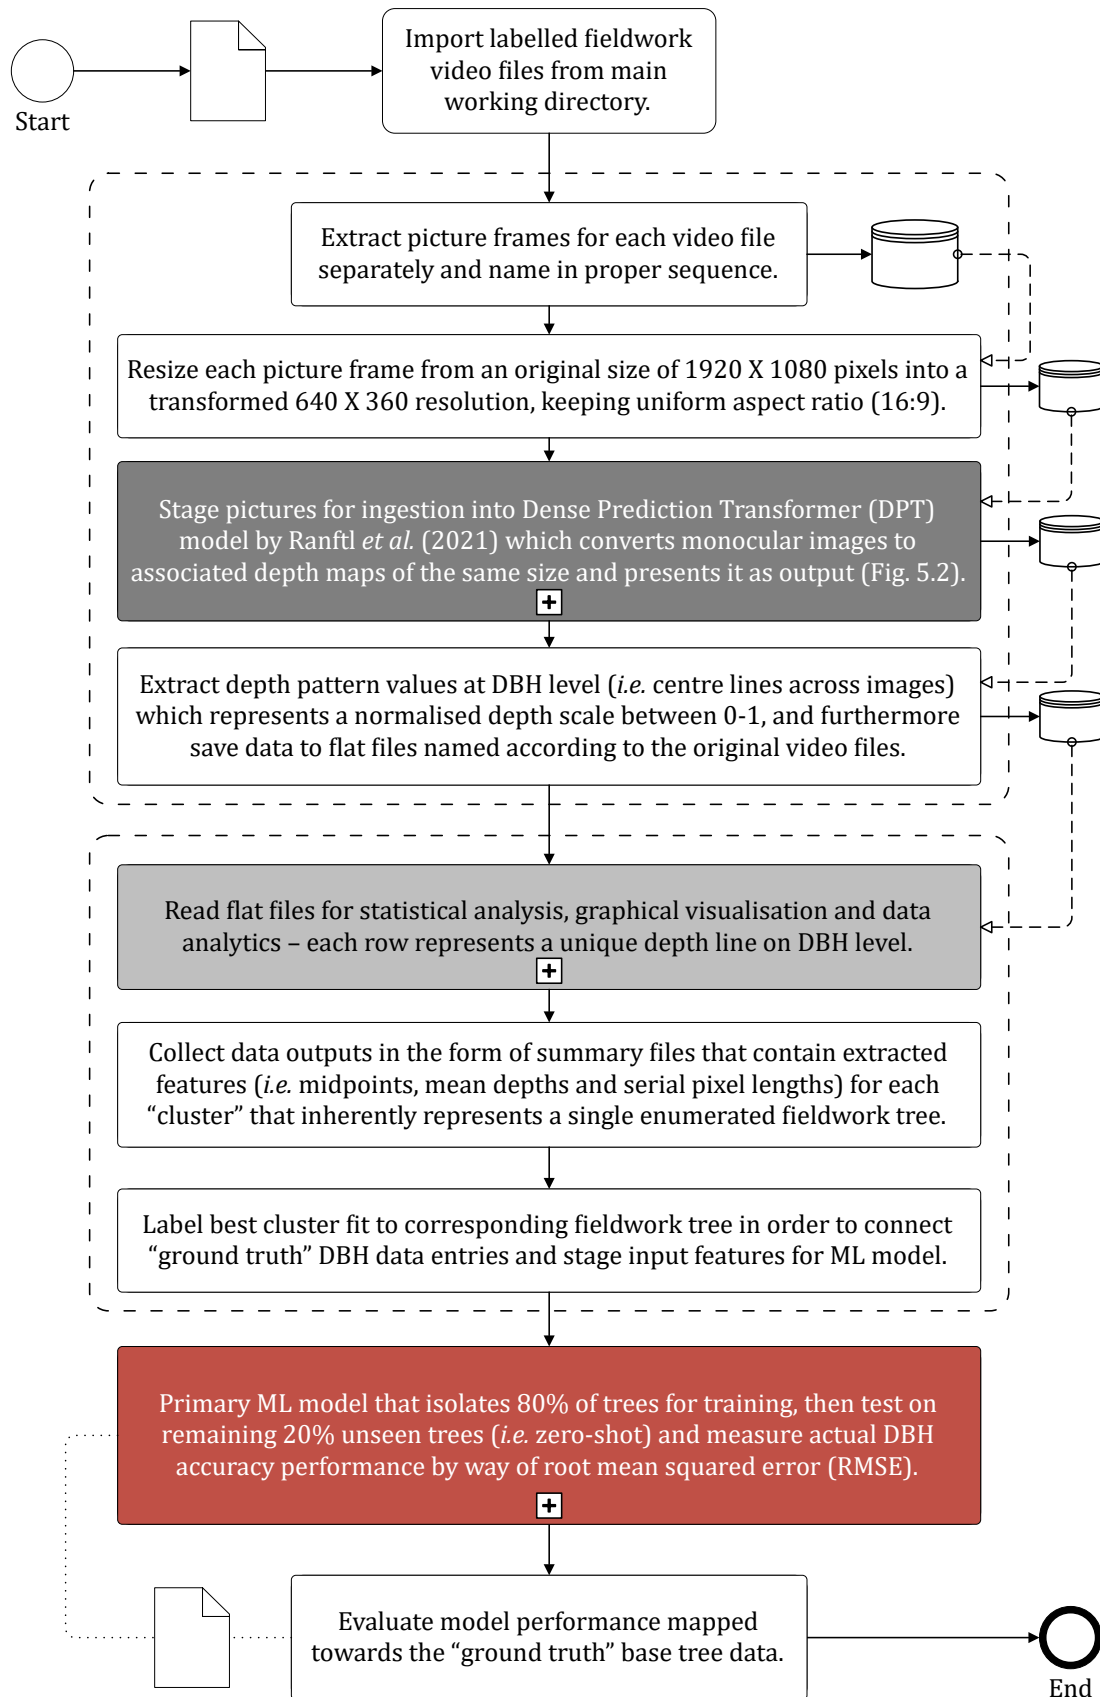 Start
Import labelled fieldwork
video files from main
working directory.
Extract picture frames for each video file
separately and name in proper sequence.
Resize each picture frame from an original size of 1920 X 1080 pixels into a
transformed 640 X 360 resolution, keeping uniform aspect ratio (16:9).
Stage pictures for ingestion into Dense Prediction Transformer (DPT)
model by Ranftl et al. (2021) which converts monocular images to
associated depth maps of the same size and presents it as output (Fig. 5.2).
Extract depth pattern values at DBH level (i.e. centre lines across images)
which represents a normalised depth scale between 0-1, and furthermore
save data to flat files named according to the original video files.
Read flat files for statistical analysis, graphical visualisation and data
analytics – each row represents a unique depth line on DBH level.
Collect data outputs in the form of summary files that contain extracted
features (i.e. midpoints, mean depths and serial pixel lengths) for each
“cluster” that inherently represents a single enumerated fieldwork tree.
Label best cluster fit to corresponding fieldwork tree in order to connect
“ground truth” DBH data entries and stage input features for ML model.
Primary ML model that isolates 80% of trees for training, then test on
remaining 20% unseen trees (i.e. zero-shot) and measure actual DBH
accuracy performance by way of root mean squared error (RMSE).
Evaluate model performance mapped
towards the “ground truth” base tree data.
End